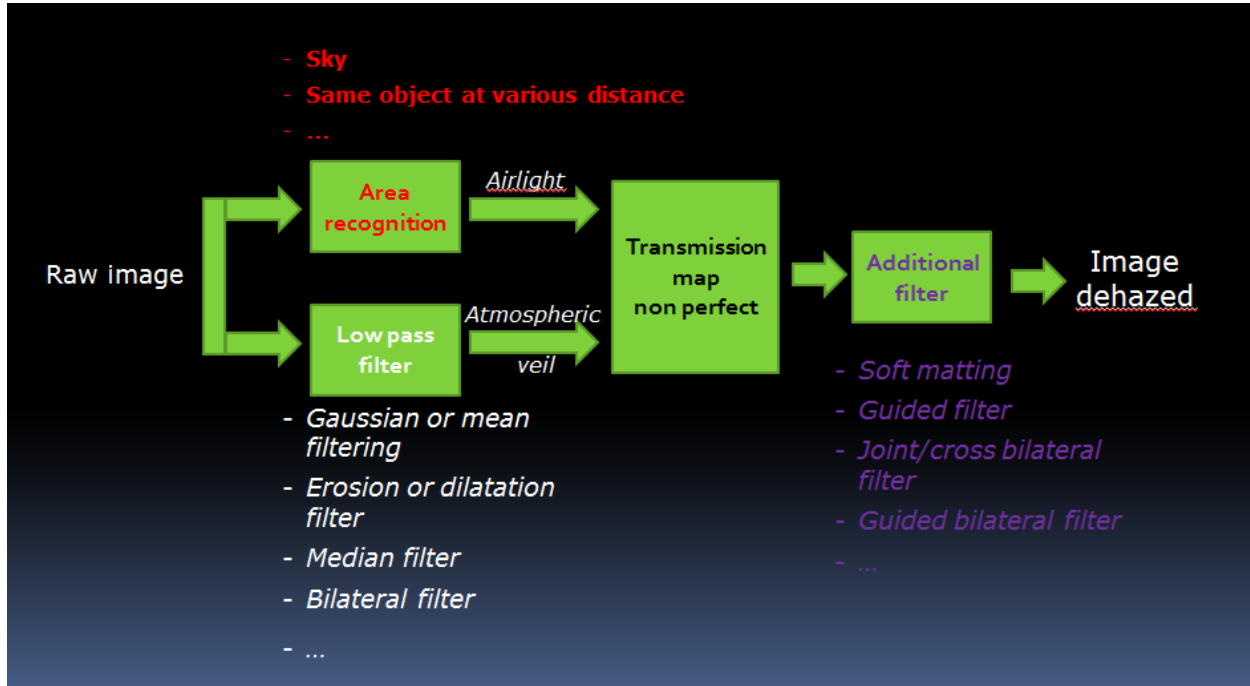 - Sky
- Same object at various distance
- ...
Raw image
Area
recognition
Airlight
Low pass
filter
Atmospheric
veil
Transmission
map
non perfect
Additional
filter
Image
dehazed
- Gaussian or mean
filtering
- Erosion or dilatation
filter
- Median filter
- Bilateral filter
- ...
- Soft matting
- Guided filter
- Joint/cross bilateral
filter
- Guided bilateral filter
- ...